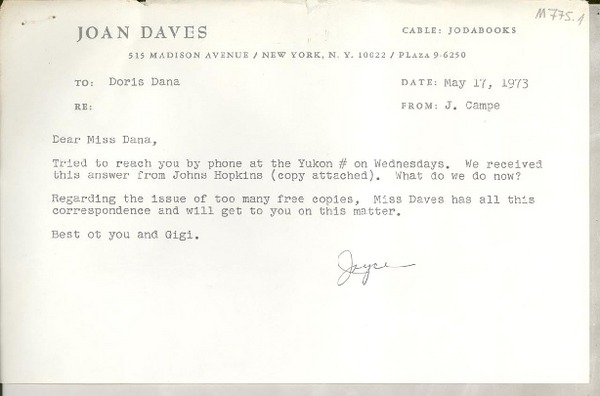 M775.1
JOAN DAVES
CABLE: JODABOOKS
515 MADISON AVENUE / NEW YORK, N. Y. 10022 / PLAZA 9-6250
TO: Doris Dana
DATE: May 17, 1973
RE:
FROM: J. Campe
Dear Miss Dana,
Tried to reach you by phone at the Yukon # on Wednesdays. We received
this answer from Johns Hopkins (copy attached). What do we do now?
Regarding the issue of too many free copies, Miss Daves has all this
correspondence and will get to you on this matter.
Best ot you and Gigi.
Joyce